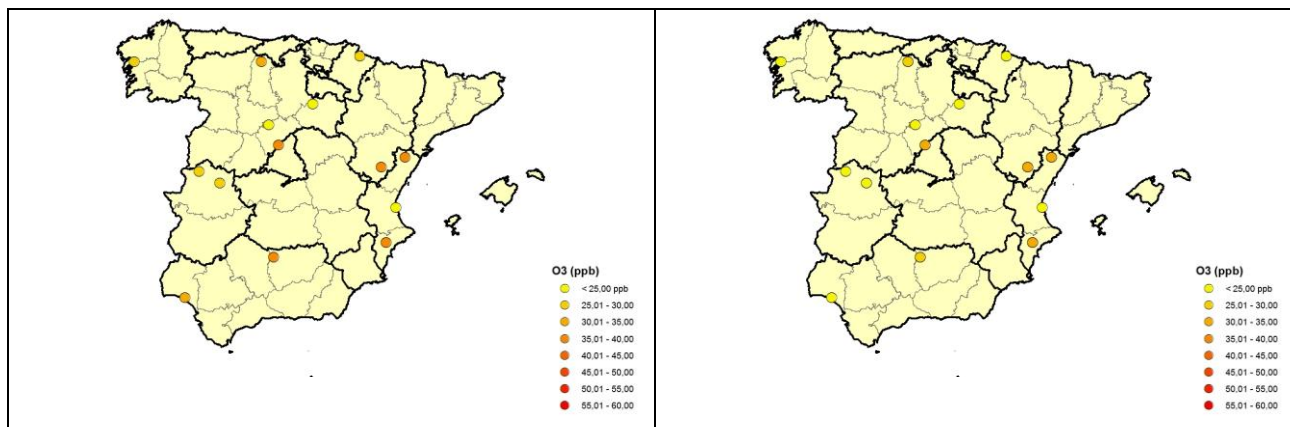 O3 (ppb)
< 25,00 ppb
25,01 - 30,00
30,01 - 35,00
35,01 - 40,00
40,01 - 45,00
45,01 - 50,00
50,01 - 55,00
55,01 - 60,00
O3 (ppb)
< 25,00 ppb
25,01 - 30,00
30,01 - 35,00
35,01 - 40,00
40,01 - 45,00
45,01 - 50,00
50,01 - 55,00
55,01 - 60,00